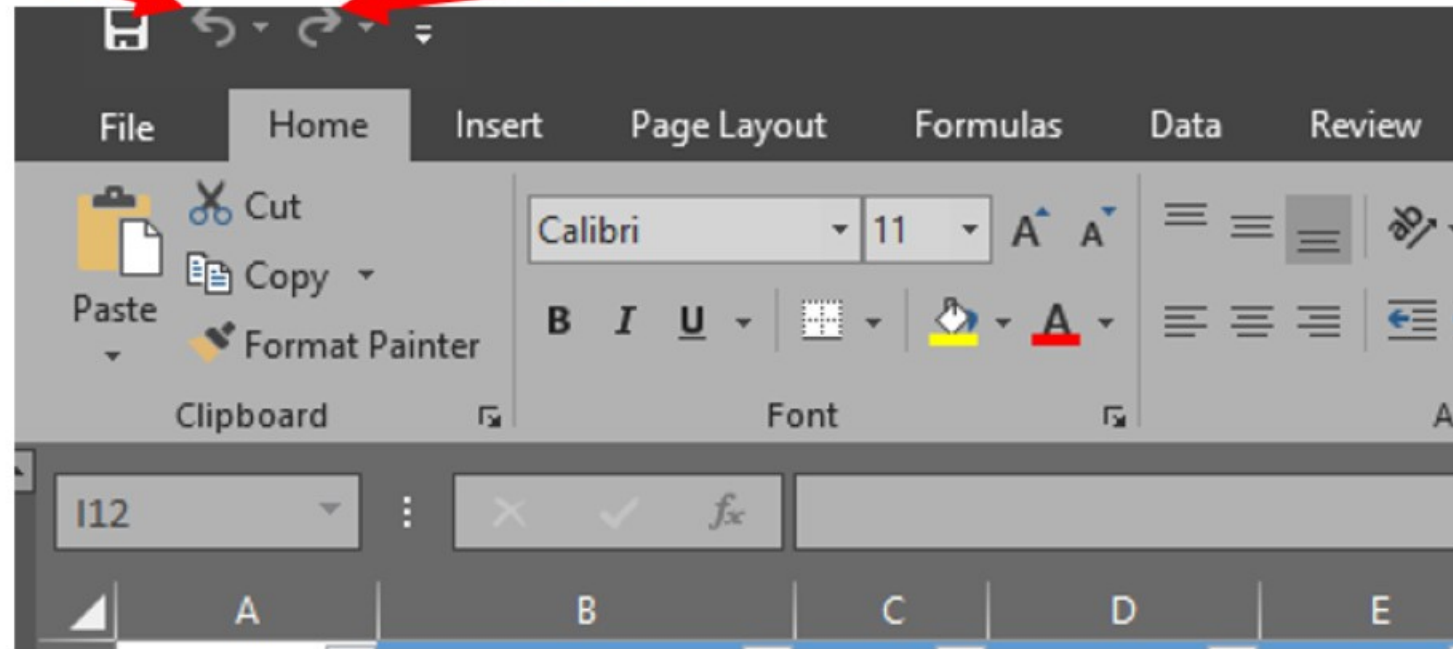 File Home Insert Page Layout Formulas Data Review
Cut
Calibri 11 A A ab
Copy
Paste
B I U A
Format Painter
Clipboard Font A
I12 fx
A B C D E